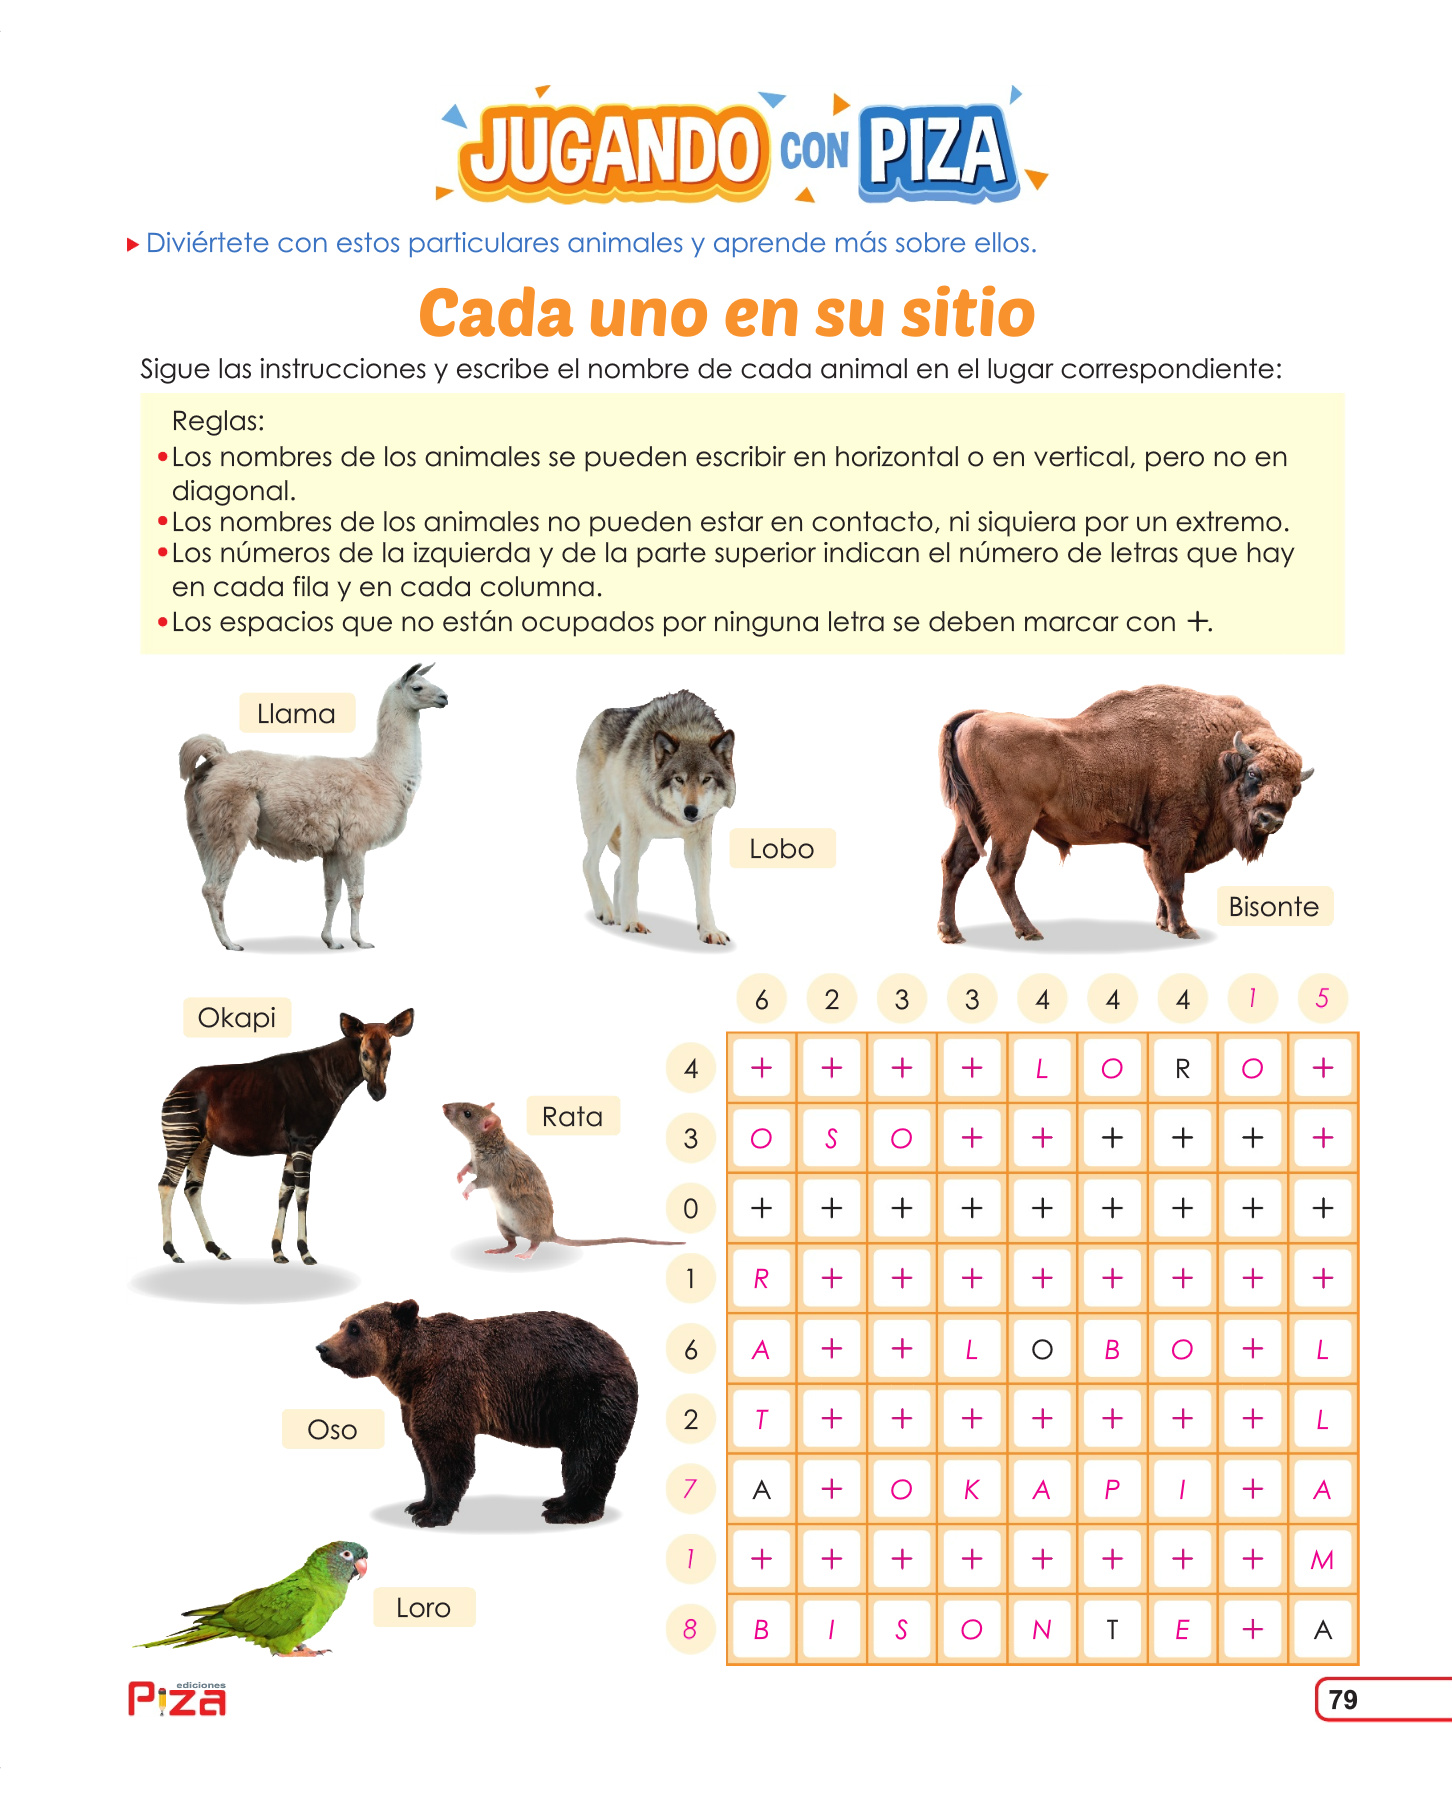 JUGANDO CON PIZA
Diviértete con estos particulares animales y aprende más sobre ellos.
Cada uno en su sitio
Sigue las instrucciones y escribe el nombre de cada animal en el lugar correspondiente:
Reglas:
•Los nombres de los animales se pueden escribir en horizontal o en vertical, pero no en
diagonal.
•Los nombres de los animales no pueden estar en contacto, ni siquiera por un extremo.
•Los números de la izquierda y de la parte superior indican el número de letras que hay
en cada fila y en cada columna.
•Los espacios que no están ocupados por ninguna letra se deben marcar con +.
Llama
Lobo
Bisonte
Okapi
Rata
Oso
Loro
6 2 3 3 4 4 4 1 5
4 + + + + L O R O +
3 O S O + + + + + +
0 + + + + + + + + +
1 R + + + + + + + +
6 A + + L O B O + L
2 T + + + + + + + L
7 A + O K A P I + A
1 + + + + + + + + M
8 B I S O N T E + A
ediciones
Piza
79